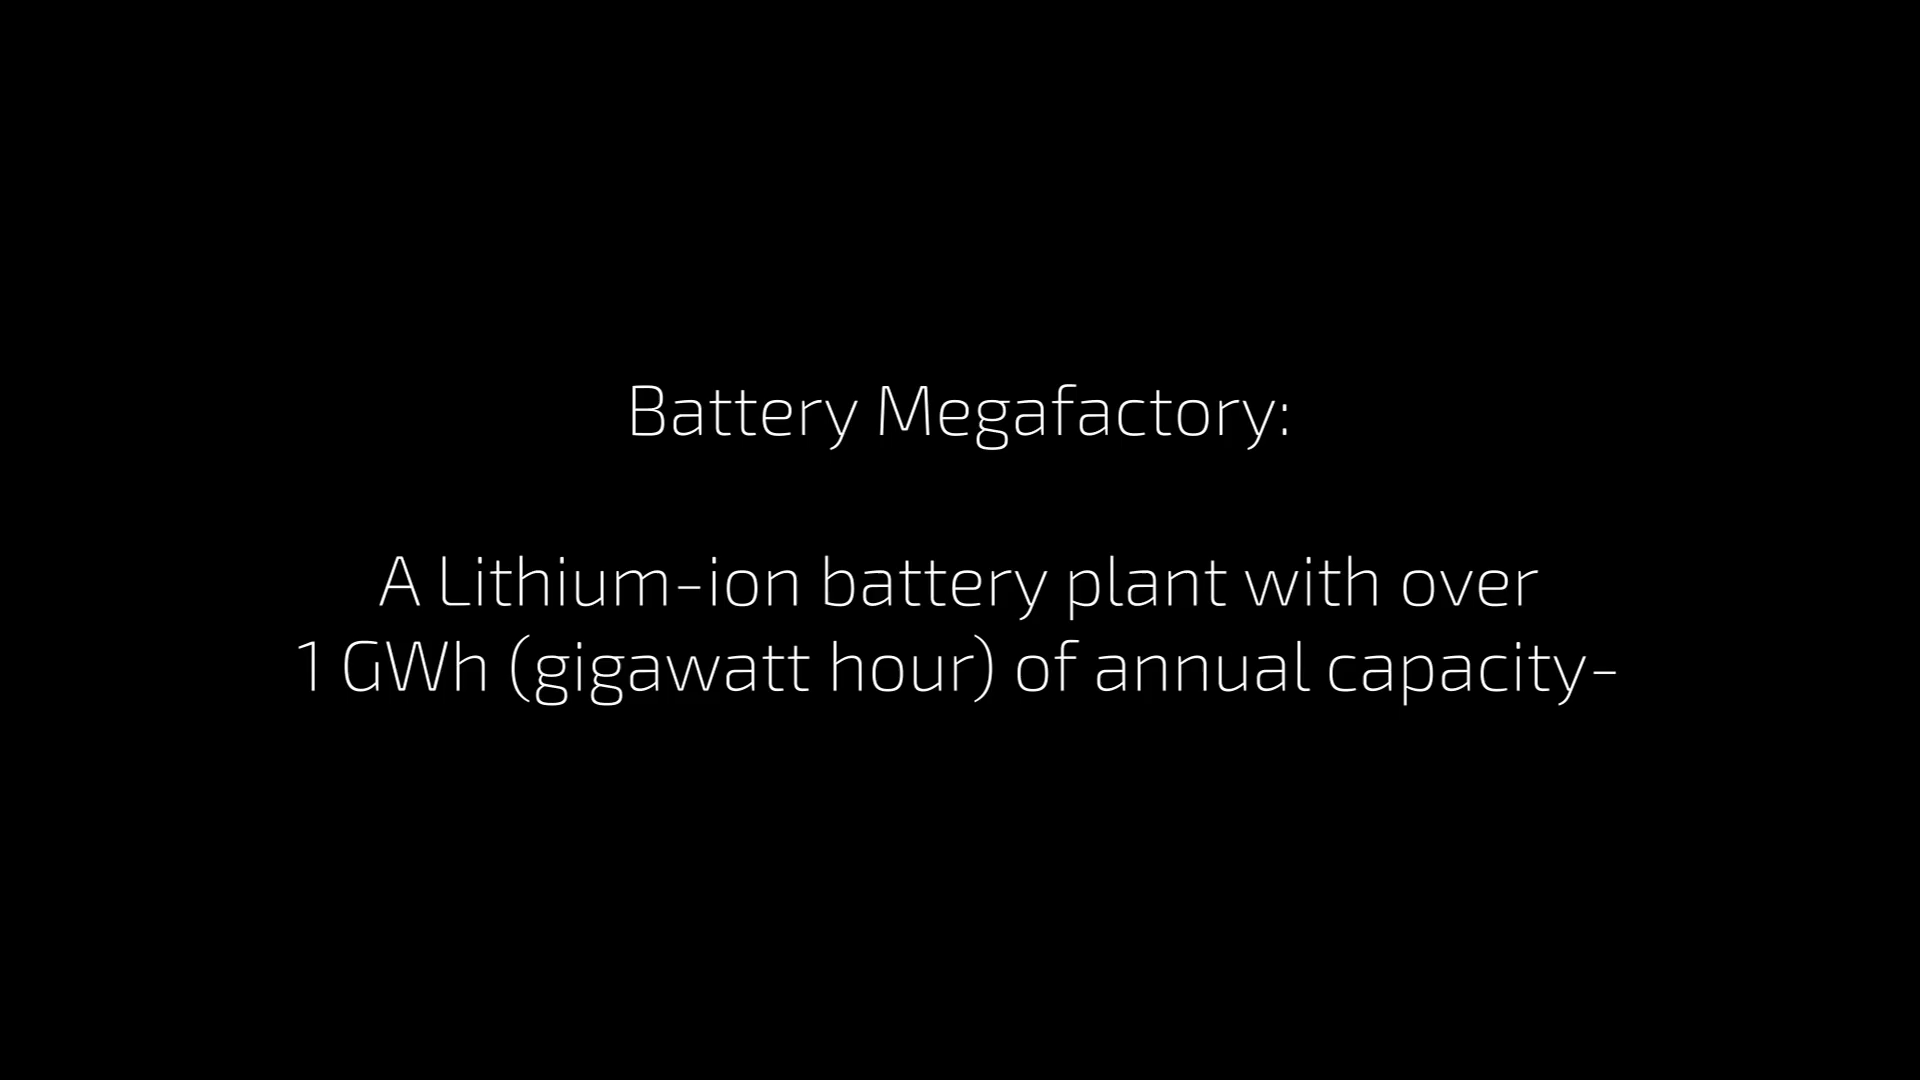 Battery Megafactory:
A Lithium-ion battery plant with over
1 GWh (gigawatt hour) of annual capacity-